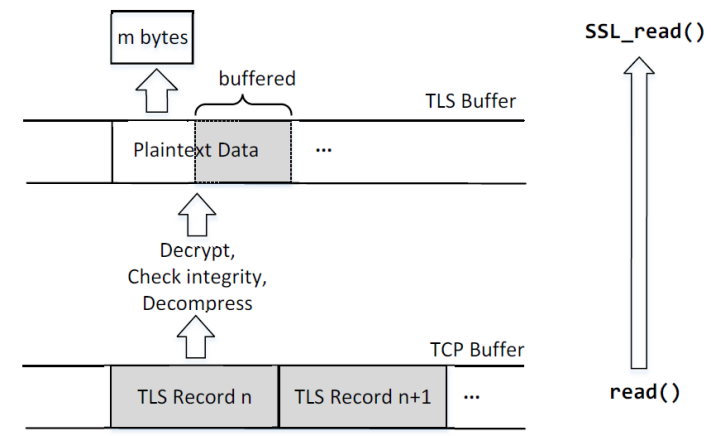 m bytes
SSL_read()
buffered
TLS Buffer
Plaintext Data
...
Decrypt,
Check integrity,
Decompress
TCP Buffer
TLS Record n
TLS Record n+1
...
read()